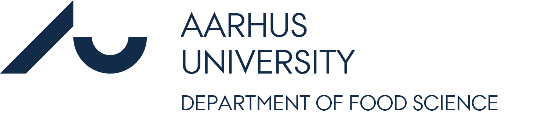 AARHUS
UNIVERSITY
DEPARTMENT OF FOOD SCIENCE